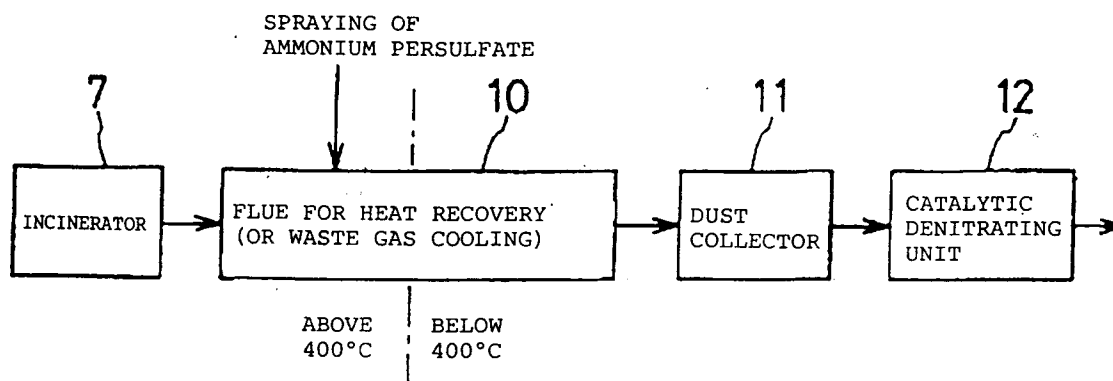 SPRAYING OF
AMMONIUM PERSULFATE
7
10
11
12
INCINERATOR
FLUE FOR HEAT RECOVERY
(OR WASTE GAS COOLING)
DUST
COLLECTOR
CATALYTIC
DENITRATING
UNIT
ABOVE
400°C
BELOW
400°C